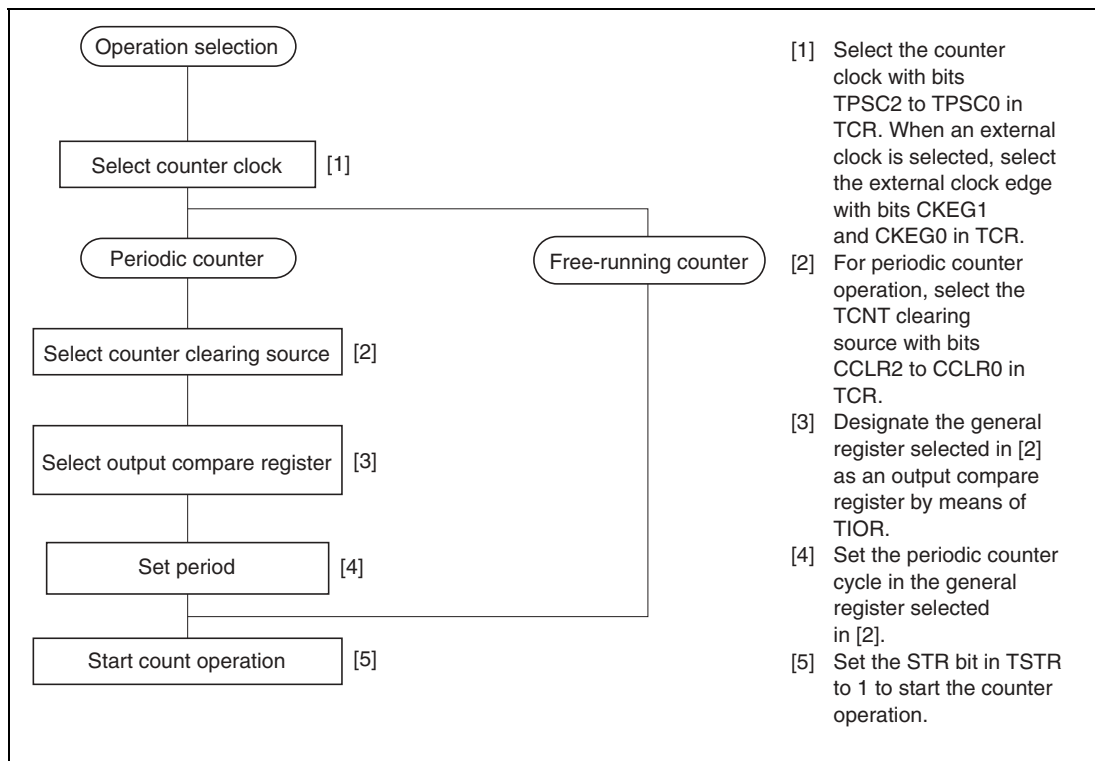 Operation selection
Select counter clock
[1]
Periodic counter
Free-running counter
Select counter clearing source
[2]
Select output compare register
[3]
Set period
[4]
Start count operation
[5]
[1] Select the counter
clock with bits
TPSC2 to TPSC0 in
TCR. When an external
clock is selected, select
the external clock edge
with bits CKEG1
and CKEG0 in TCR.
[2] For periodic counter
operation, select the
TCNT clearing
source with bits
CCLR2 to CCLR0 in
TCR.
[3] Designate the general
register selected in [2]
as an output compare
register by means of
TIOR.
[4] Set the periodic counter
cycle in the general
register selected
in [2].
[5] Set the STR bit in TSTR
to 1 to start the counter
operation.